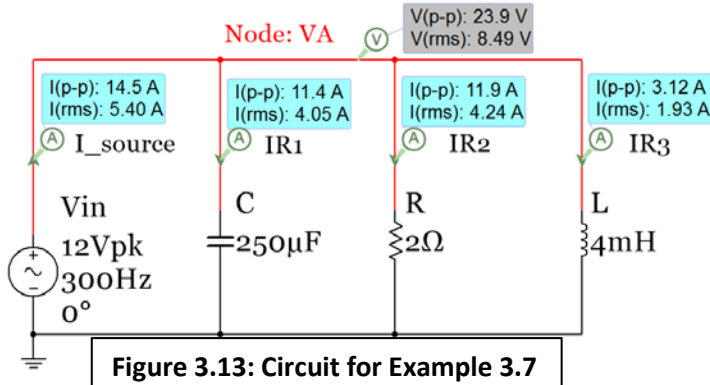 V(p-p): 23.9 V
V(rms): 8.49 V
Node: VA
V
I(p-p): 14.5 A
I(rms): 5.40 A
I(p-p): 11.4 A
I(rms): 4.05 A
I(p-p): 11.9 A
I(rms): 4.24 A
I(p-p): 3.12 A
I(rms): 1.93 A
A I_source
A IR1
A IR2
A IR3
Vin
12Vpk
300Hz
0°
C
250µF
R
2Ω
L
4mH
Figure 3.13: Circuit for Example 3.7